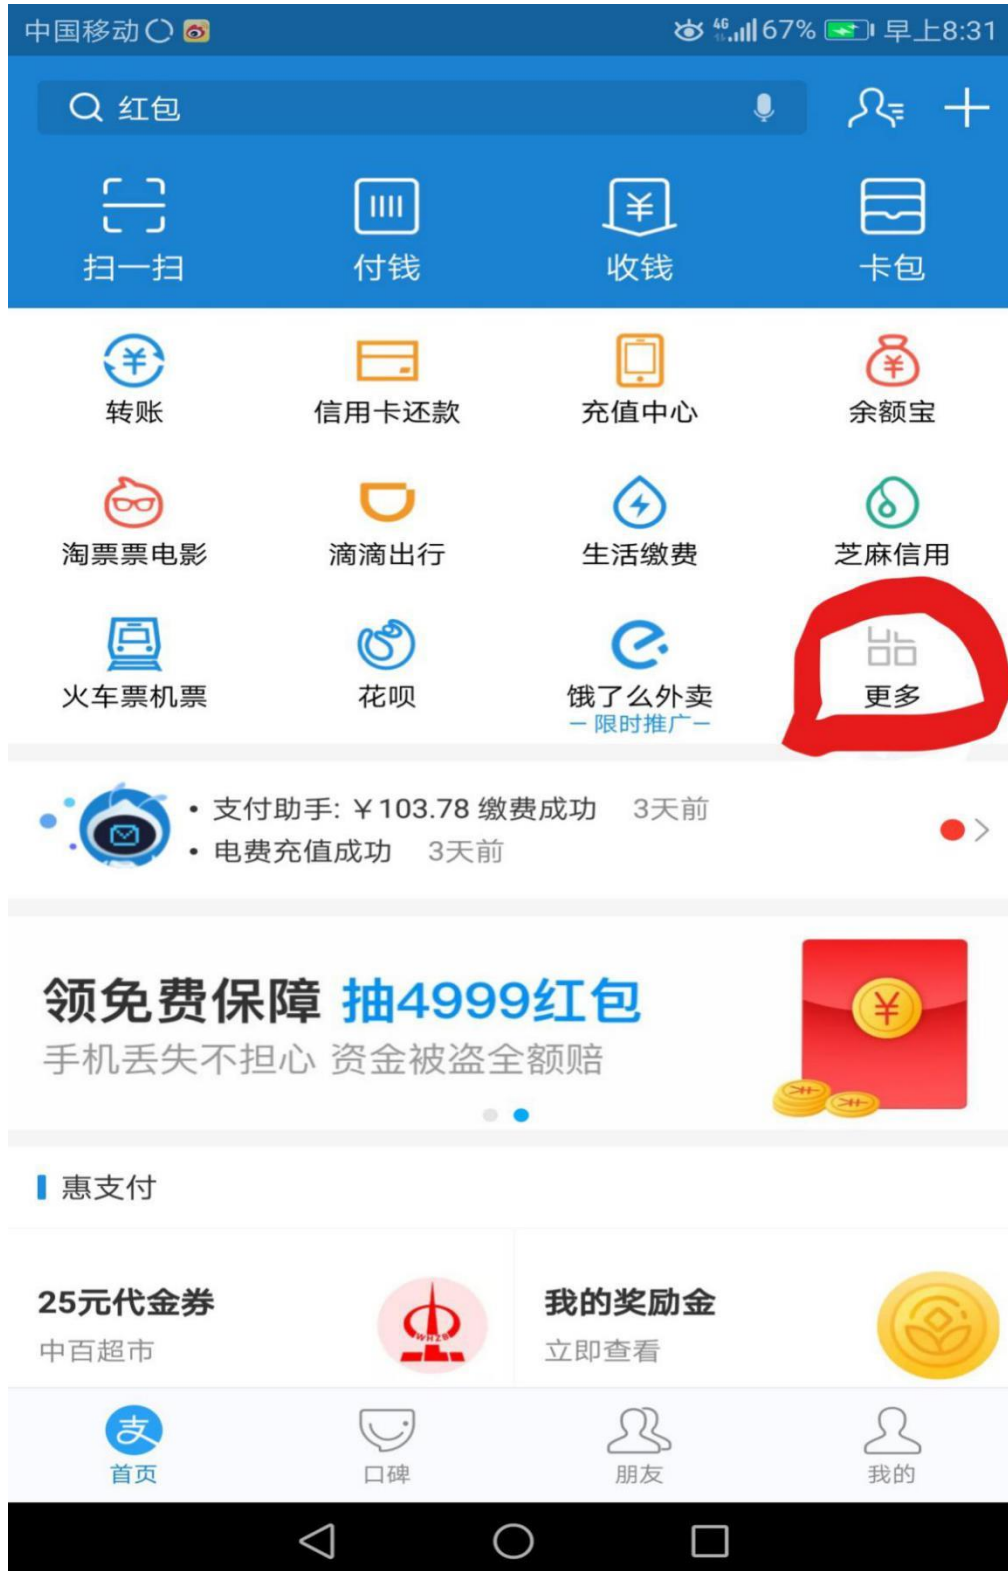 中国移动 4G 67% 早上8:31
红包
扫一扫 付钱 收钱 卡包
转账 信用卡还款 充值中心 余额宝
淘票票电影 滴滴出行 生活缴费 芝麻信用
火车票机票 花呗 饿了么外卖 更多
限时推广
• 支付助手: ￥103.78 缴费成功 3天前
• 电费充值成功 3天前
领免费保障 抽4999红包
手机丢失不担心 资金被盗全额赔
惠支付
25元代金券 我的奖励金
中百超市 立即查看
WHZB
支
首页 口碑 朋友 我的